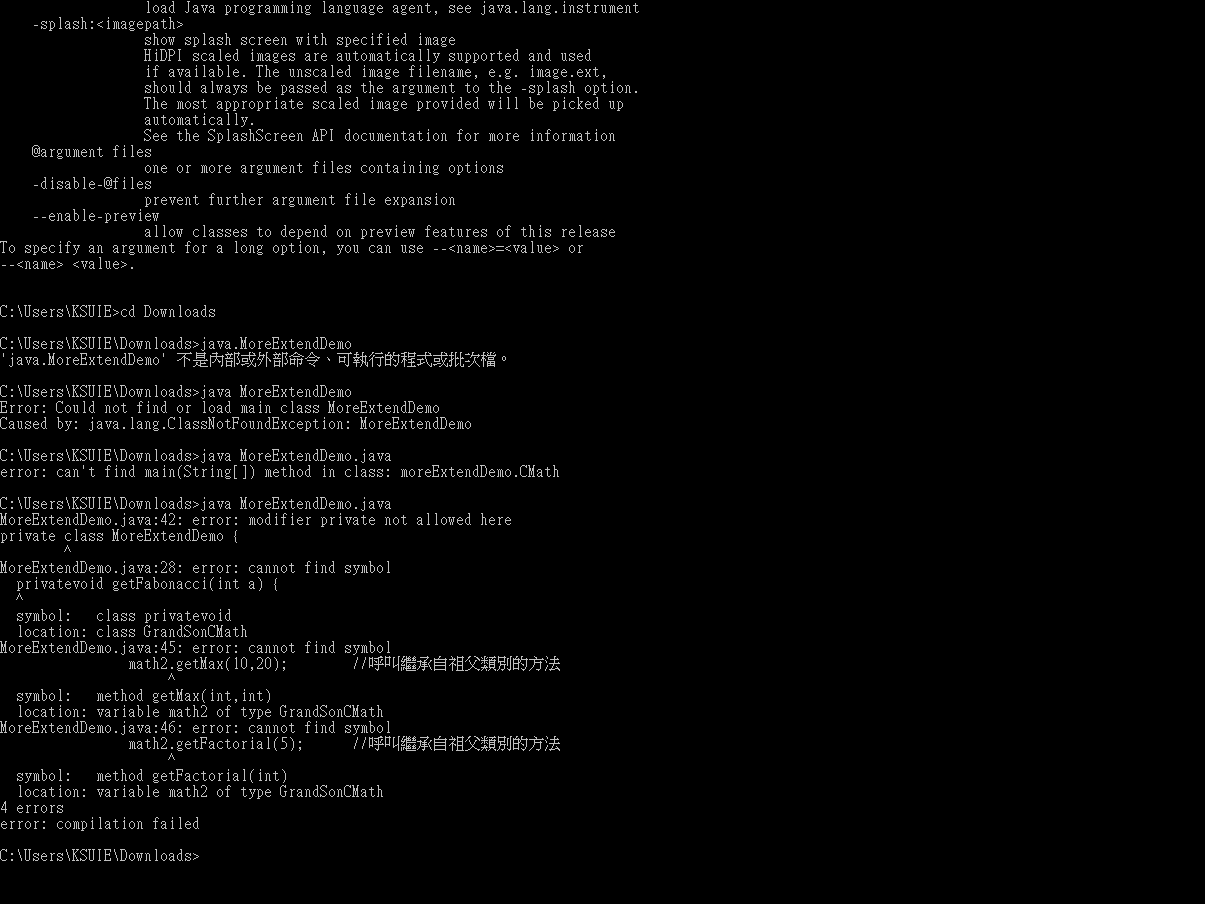 load Java programming language agent, see java.lang.instrument
-splash:<imagepath>
show splash screen with specified image
HiDPI scaled images are automatically supported and used
if available. The unscaled image filename, e.g. image.ext,
should always be passed as the argument to the -splash option.
The most appropriate scaled image provided will be picked up
automatically.
See the SplashScreen API documentation for more information
@argument files
one or more argument files containing options
-disable-@files
prevent further argument file expansion
--enable-preview
allow classes to depend on preview features of this release
To specify an argument for a long option, you can use --<name>=<value> or
--<name> <value>.
C:\Users\KSUIE>cd Downloads
C:\Users\KSUIE\Downloads>java.MoreExtendDemo
'java.MoreExtendDemo' 不是內部或外部命令、可執行的程式或批次檔。
C:\Users\KSUIE\Downloads>java MoreExtendDemo
Error: Could not find or load main class MoreExtendDemo
Caused by: java.lang.ClassNotFoundException: MoreExtendDemo
C:\Users\KSUIE\Downloads>java MoreExtendDemo.java
error: can't find main(String[]) method in class: moreExtendDemo.CMath
C:\Users\KSUIE\Downloads>java MoreExtendDemo.java
MoreExtendDemo.java:42: error: modifier private not allowed here
private class MoreExtendDemo {
^
MoreExtendDemo.java:28: error: cannot find symbol
privatevoid getFabonacci(int a) {
^
symbol:   class privatevoid
location: class GrandSonCMath
MoreExtendDemo.java:45: error: cannot find symbol
math2.getMax(10,20);        //呼叫繼承自祖父類別的方法
^
symbol:   method getMax(int,int)
location: variable math2 of type GrandSonCMath
MoreExtendDemo.java:46: error: cannot find symbol
math2.getFactorial(5);      //呼叫繼承自祖父類別的方法
^
symbol:   method getFactorial(int)
location: variable math2 of type GrandSonCMath
4 errors
error: compilation failed
C:\Users\KSUIE\Downloads>